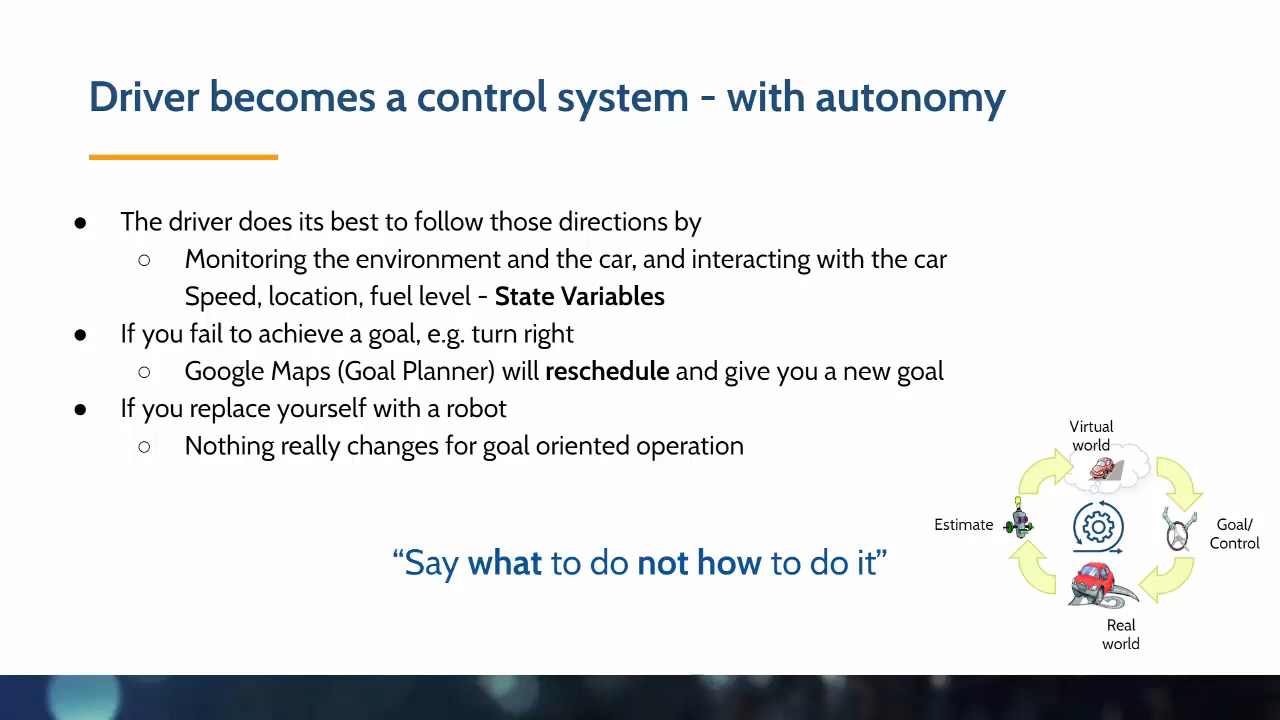 Driver becomes a control system - with autonomy
● The driver does its best to follow those directions by
○ Monitoring the environment and the car, and interacting with the car
Speed, location, fuel level - State Variables
● If you fail to achieve a goal, e.g. turn right
○ Google Maps (Goal Planner) will reschedule and give you a new goal
● If you replace yourself with a robot
○ Nothing really changes for goal oriented operation
“Say what to do not how to do it”
Virtual
world
Estimate
Goal/
Control
Real
world